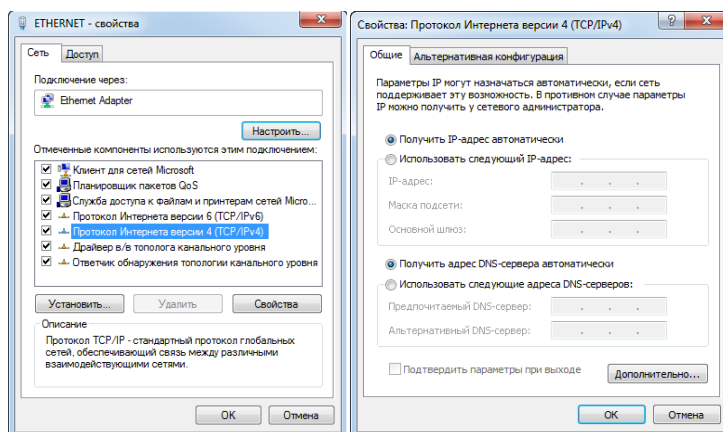 ETHERNET - свойства
Сеть
Доступ
Подключение через:
Ethernet Adapter
Настроить...
Отмеченные компоненты используются этим подключением:
Клиент для сетей Microsoft
Планировщик пакетов QoS
Служба доступа к файлам и принтерам сетей Micro...
Протокол Интернета версии 6 (TCP/IPv6)
Протокол Интернета версии 4 (TCP/IPv4)
Драйвер в/в тополога канального уровня
Ответчик обнаружения топологии канального уровня
Установить...
Удалить
Свойства
Описание
Протокол TCP/IP - стандартный протокол глобальных
сетей, обеспечивающий связь между различными
взаимодействующими сетями.
ОК
Отмена
Свойства: Протокол Интернета версии 4 (TCP/IPv4)
Общие
Альтернативная конфигурация
Параметры IP могут назначаться автоматически, если сеть
поддерживает эту возможность. В противном случае параметры
IP можно получить у сетевого администратора.
Получить IP-адрес автоматически
Использовать следующий IP-адрес:
IP-адрес:
Маска подсети:
Основной шлюз:
Получить адрес DNS-сервера автоматически
Использовать следующие адреса DNS-серверов:
Предпочитаемый DNS-сервер:
Альтернативный DNS-сервер:
Подтвердить параметры при выходе
Дополнительно...
ОК
Отмена